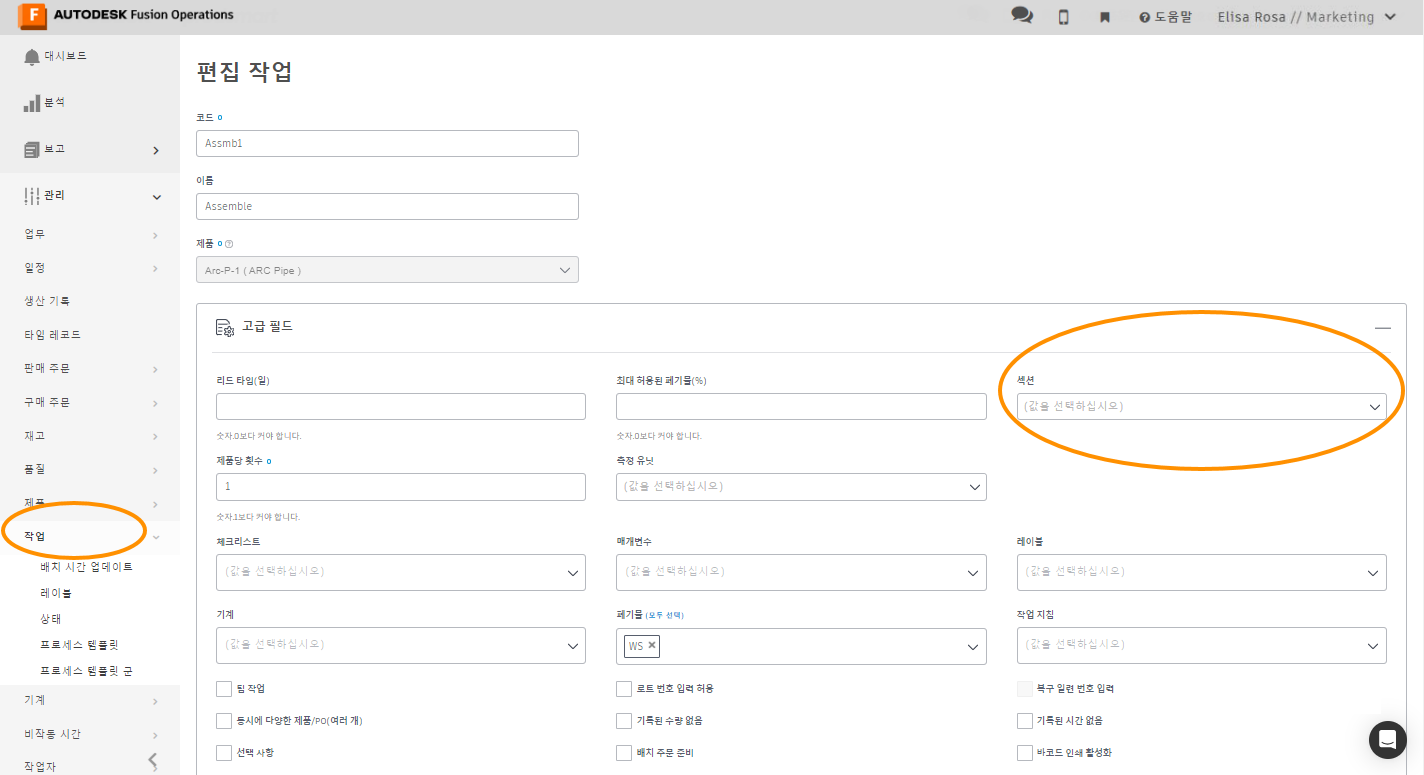 AUTODESK Fusion Operations
도움말
Elisa Rosa // Marketing
대시보드
분석
보고
관리
업무
일정
생산 기록
타임 레코드
판매 주문
구매 주문
재고
품질
제품
작업
배치 시간 업데이트
레이블
상태
프로세스 템플릿
프로세스 템플릿 군
기계
비작동 시간
작업자
편집 작업
코드
Assmb1
이름
Assemble
제품
Arc-P-1 ( ARC Pipe )
고급 필드
리드 타임(일)
최대 허용된 폐기물(%)
섹션
(값을 선택하십시오)
숫자.0보다 커야 합니다.
숫자.0보다 커야 합니다.
제품당 횟수
측정 유닛
1
(값을 선택하십시오)
숫자.1보다 커야 합니다.
체크리스트
매개변수
레이블
(값을 선택하십시오)
(값을 선택하십시오)
(값을 선택하십시오)
기계
폐기물 (모두 선택)
작업 지침
(값을 선택하십시오)
WS
(값을 선택하십시오)
팀 작업
로트 번호 입력 허용
복구 일련 번호 입력
동시에 다양한 제품/PO(여러 개)
기록된 수량 없음
기록된 시간 없음
선택 사항
배치 주문 준비
바코드 인쇄 활성화